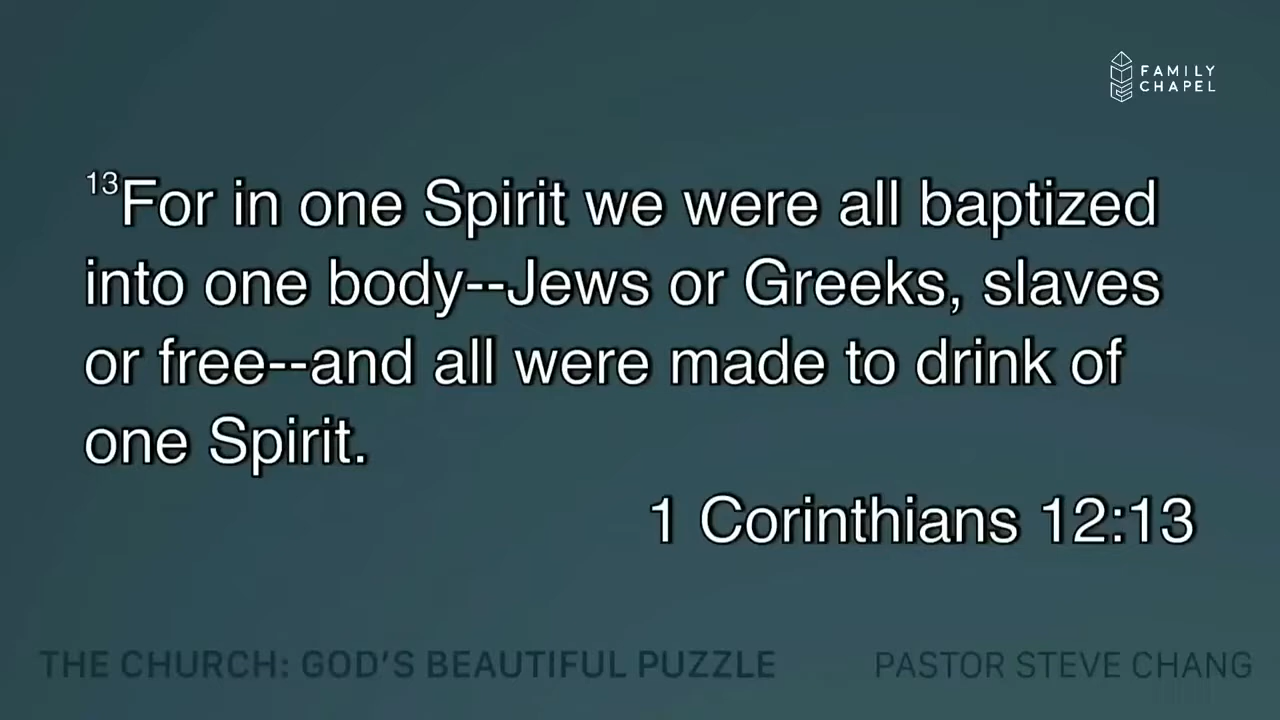 FAMILY
CHAPEL
13For in one Spirit we were all baptized
into one body--Jews or Greeks, slaves
or free--and all were made to drink of
one Spirit.
1 Corinthians 12:13
THE CHURCH: GOD'S BEAUTIFUL PUZZLE
PASTOR STEVE CHANG